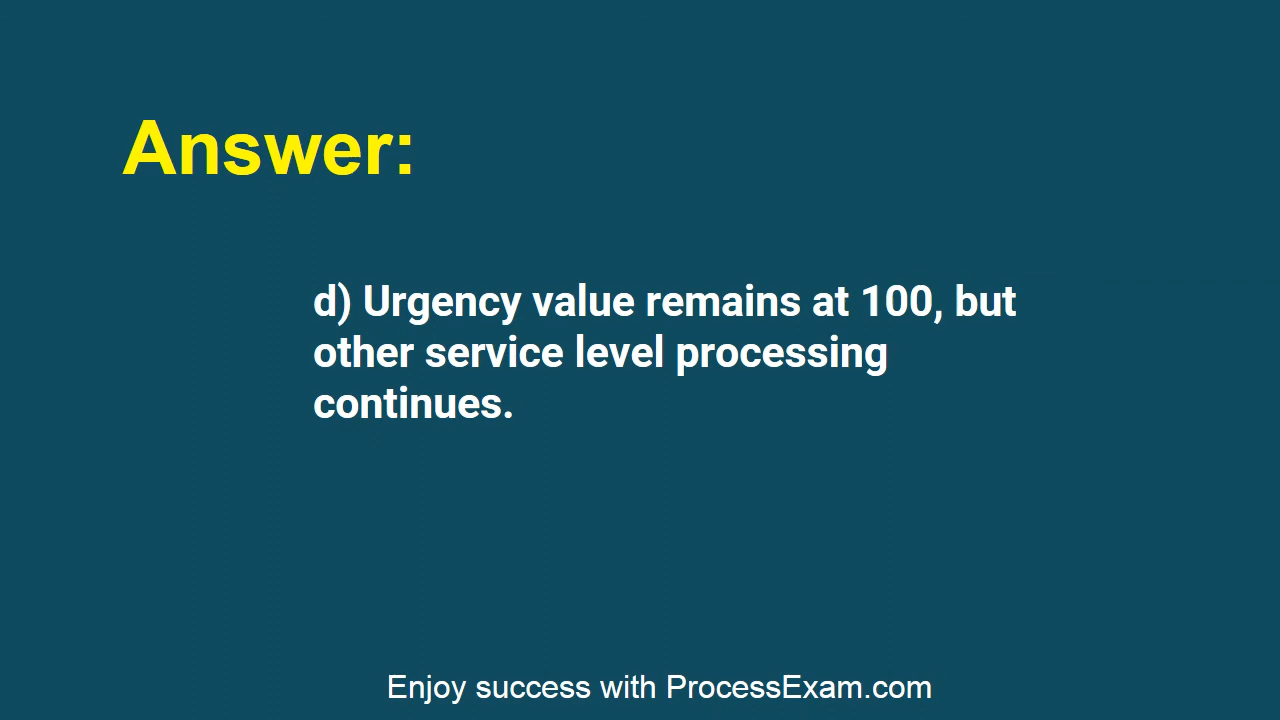 Answer:
d) Urgency value remains at 100, but
other service level processing
continues.
Enjoy success with ProcessExam.com